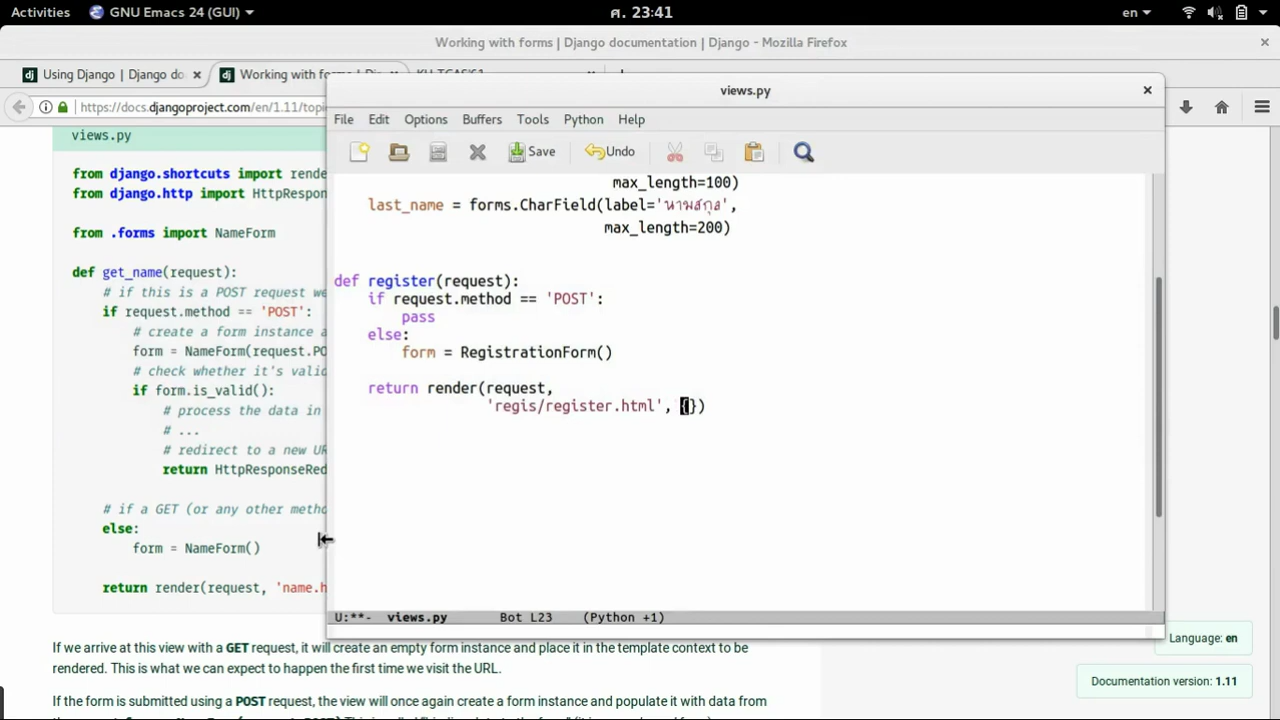 Activities GNU Emacs 24 (GUI) ศ. 23:41 en
Working with forms | Django documentation | Django - Mozilla Firefox
Using Django | Django do Working with forms | Dj
https://docs.djangoproject.com/en/1.11/topi
views.py
File Edit Options Buffers Tools Python Help
Save Undo
views.py
from django.shortcuts import rende
from django.http import HttpRespon
from .forms import NameForm
def get_name(request):
# if this is a POST request we
if request.method == 'POST':
# create a form instance a
form = NameForm(request.PO
# check whether it's valid
if form.is_valid():
# process the data in
# ...
# redirect to a new UR
return HttpResponseRed
# if a GET (or any other metho
else:
form = NameForm()
return render(request, 'name.h
max_length=100)
last_name = forms.CharField(label='นามสกุล',
max_length=200)
def register(request):
if request.method == 'POST':
pass
else:
form = RegistrationForm()
return render(request,
'regis/register.html', {})
U:**- views.py Bot L23 (Python +1)
If we arrive at this view with a GET request, it will create an empty form instance and place it in the template context to be
rendered. This is what we can expect to happen the first time we visit the URL.
If the form is submitted using a POST request, the view will once again create a form instance and populate it with data from
Language: en
Documentation version: 1.11